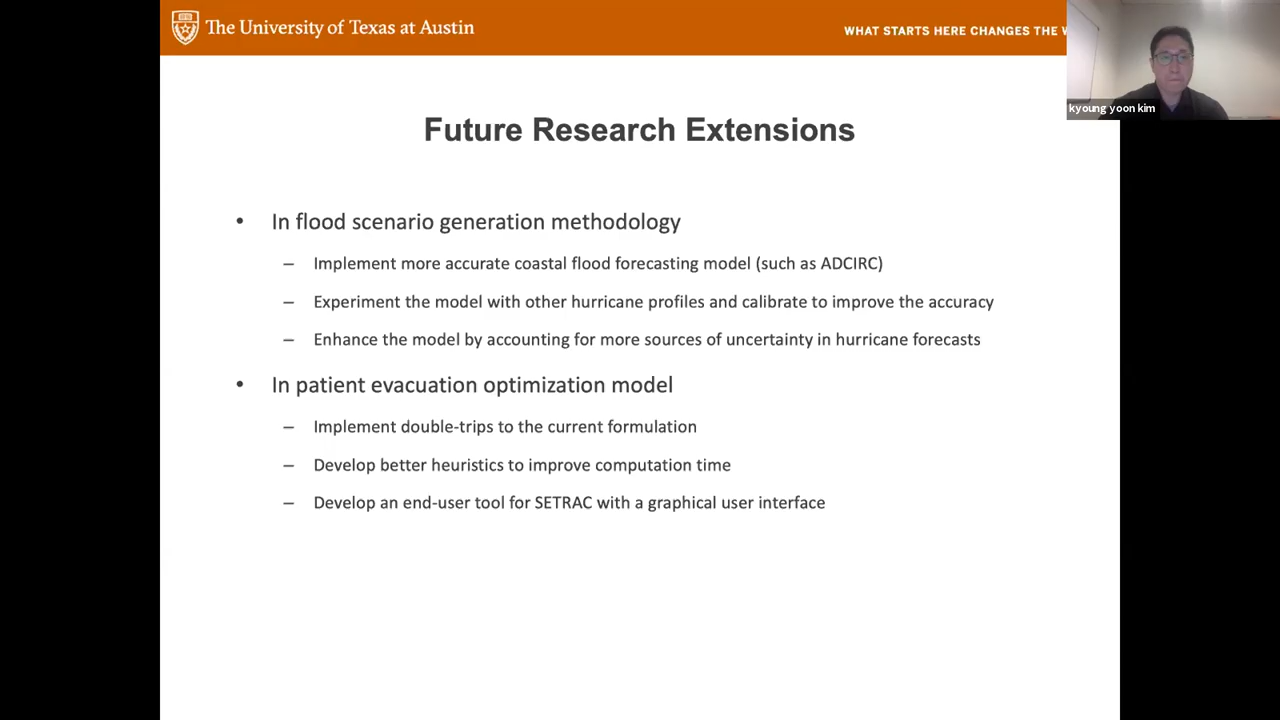 The University of Texas at Austin
WHAT STARTS HERE CHANGES THE
kyoung yoon kim
Future Research Extensions
• In flood scenario generation methodology
– Implement more accurate coastal flood forecasting model (such as ADCIRC)
– Experiment the model with other hurricane profiles and calibrate to improve the accuracy
– Enhance the model by accounting for more sources of uncertainty in hurricane forecasts
• In patient evacuation optimization model
– Implement double-trips to the current formulation
– Develop better heuristics to improve computation time
– Develop an end-user tool for SETRAC with a graphical user interface